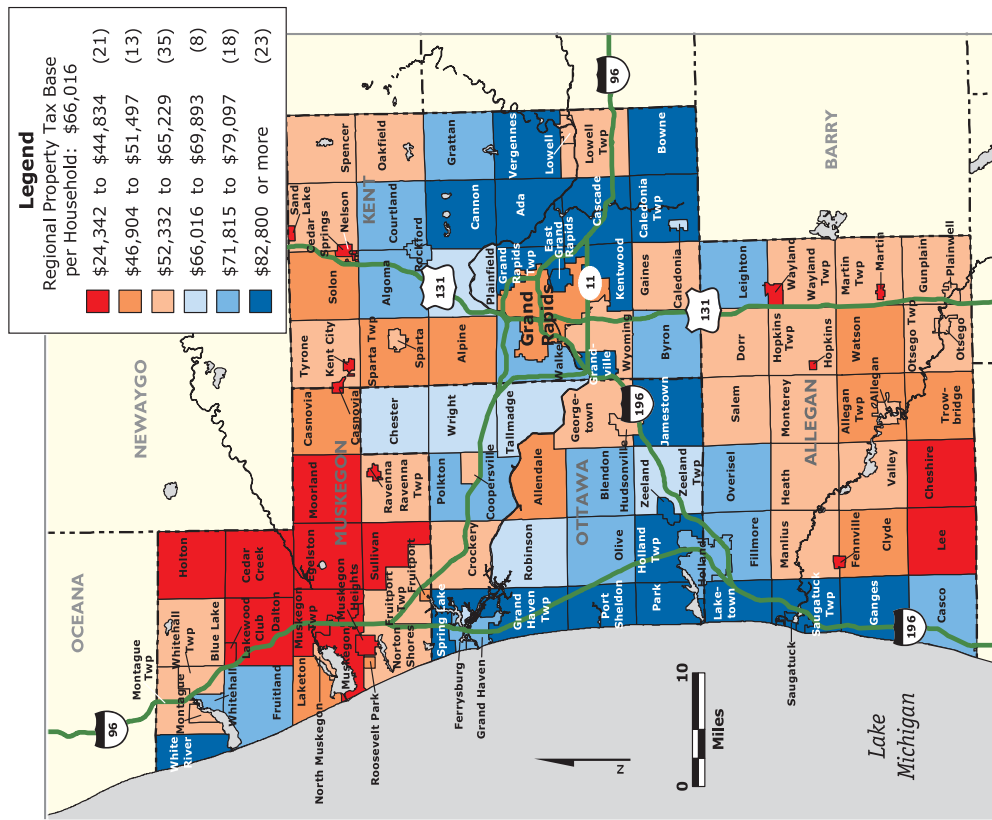 Legend
Regional Property Tax Base
per Household: $66,016
$24,342 to $44,834 (21)
$46,904 to $51,497 (13)
$52,332 to $65,229 (35)
$66,016 to $69,893 (8)
$71,815 to $79,097 (18)
$82,800 or more (23)
OCEANA
NEWAYGO
MUSKEGON
KENT
OTTAWA
ALLEGAN
BARRY
Montague
Twp
Montague
Whitehall
Twp
Whitehall
White
River
Fruitland
Blue Lake
Holton
Lakewood
Club
Dalton
Cedar
Creek
Laketon
North Muskegon
Muskegon
Twp
Muskegon
Muskegon
Heights
Roosevelt Park
Norton
Shores
Egelston
Moorland
Sullivan
Fruitport
Twp
Fruitport
Ravenna
Ravenna
Twp
Casnovia
Casnovia
Kent City
Tyrone
Solon
Cedar
Springs
Sand
Lake
Nelson
Spencer
Sparta Twp
Sparta
Algoma
Courtland
Oakfield
Rockford
Alpine
Plainfield
Cannon
Grattan
Grand
Rapids
Twp
Ada
Vergennes
Lowell
Lowell
Twp
East
Grand
Rapids
Grand
Rapids
Walker
Cascade
Grand-
ville
Wyoming
Kentwood
Caledonia
Twp
Caledonia
Bowne
Byron
Gaines
Chester
Wright
Tallmadge
Polkton
Coopersville
Crockery
Spring Lake
Ferrysburg
Grand Haven
Grand
Haven
Twp
Robinson
Allendale
George-
town
Port
Sheldon
Olive
Blendon
Hudsonville
Jamestown
Park
Holland
Twp
Holland
Zeeland
Zeeland
Twp
Lake-
town
Fillmore
Overisel
Salem
Dorr
Leighton
Saugatuck
Saugatuck
Twp
Manlius
Heath
Monterey
Hopkins
Twp
Hopkins
Wayland
Wayland
Twp
Ganges
Fennville
Clyde
Valley
Allegan
Twp
Allegan
Watson
Martin
Twp
Martin
Casco
Lee
Cheshire
Trow-
bridge
Otsego Twp
Otsego
Gunplain
Plainwell
96
131
11
96
196
131
196
Lake
Michigan
0
10
Miles
N